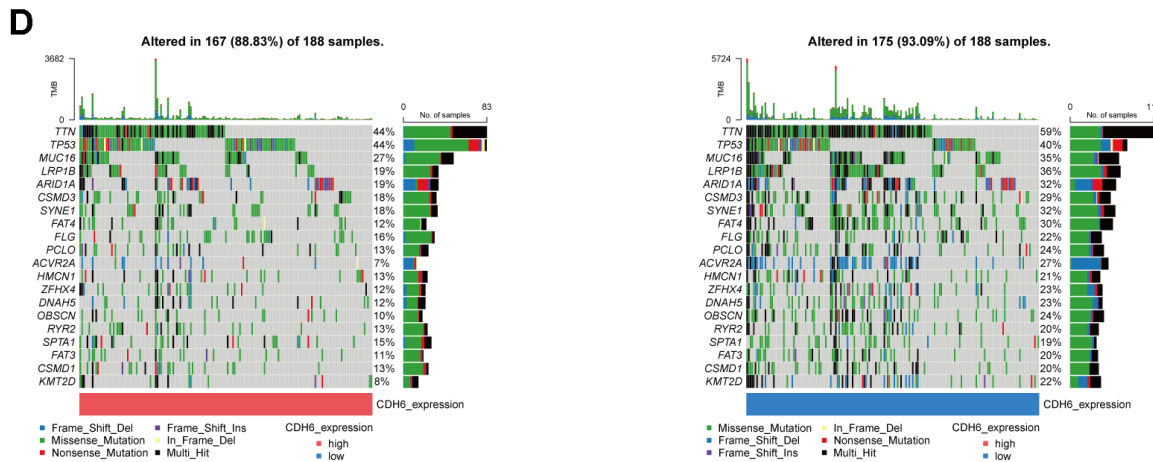 D
Altered in 167 (88.83%) of 188 samples.
3682
TMB
0
0 83
No. of samples
TTN 44%
TP53 44%
MUC16 27%
LRP1B 19%
ARID1A 19%
CSMD3 18%
SYNE1 18%
FAT4 12%
FLG 16%
PCLO 13%
ACVR2A 7%
HMCN1 13%
ZFHX4 12%
DNAH5 12%
OBSCN 10%
RYR2 13%
SPTA1 15%
FAT3 11%
CSMD1 13%
KMT2D 8%
CDH6_expression
Frame_Shift_Del Frame_Shift_Ins CDH6_expression
Missense_Mutation In_Frame_Del high
Nonsense_Mutation Multi_Hit low
Altered in 175 (93.09%) of 188 samples.
5724
TMB
0
0
No. of samples
TTN 59%
TP53 40%
MUC16 35%
LRP1B 36%
ARID1A 32%
CSMD3 29%
SYNE1 32%
FAT4 30%
FLG 22%
PCLO 24%
ACVR2A 27%
HMCN1 21%
ZFHX4 23%
DNAH5 23%
OBSCN 24%
RYR2 20%
SPTA1 19%
FAT3 20%
CSMD1 20%
KMT2D 22%
CDH6_expression
Missense_Mutation In_Frame_Del CDH6_expression
Frame_Shift_Del Nonsense_Mutation high
Frame_Shift_Ins Multi_Hit low